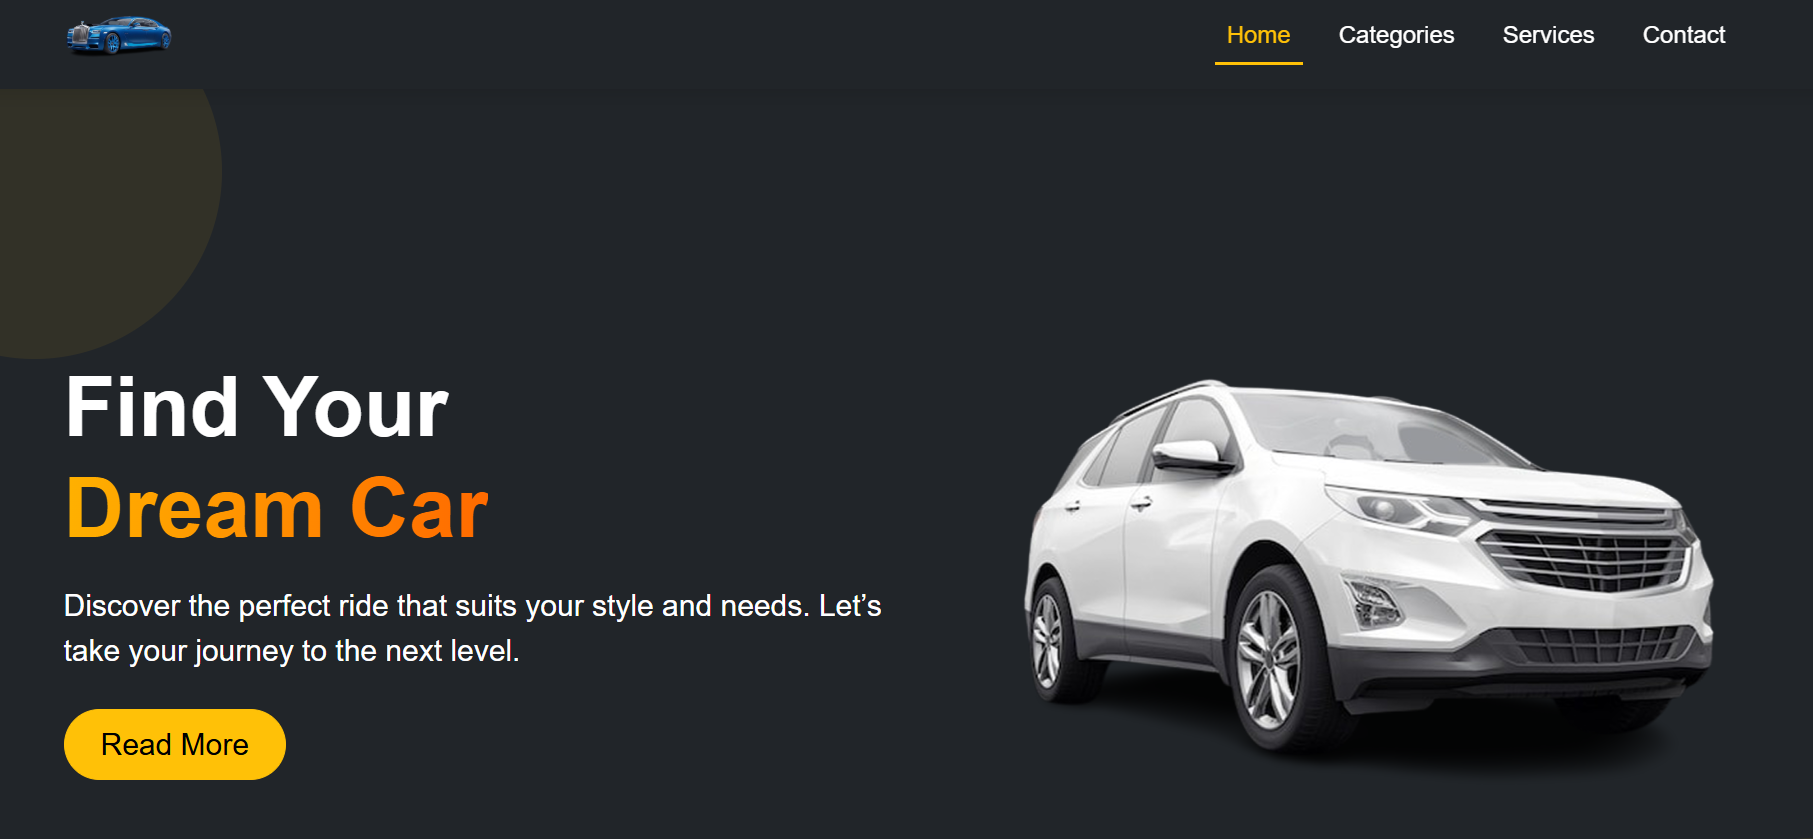 Home Categories Services Contact
Find Your
Dream Car
Discover the perfect ride that suits your style and needs. Let’s
take your journey to the next level.
Read More